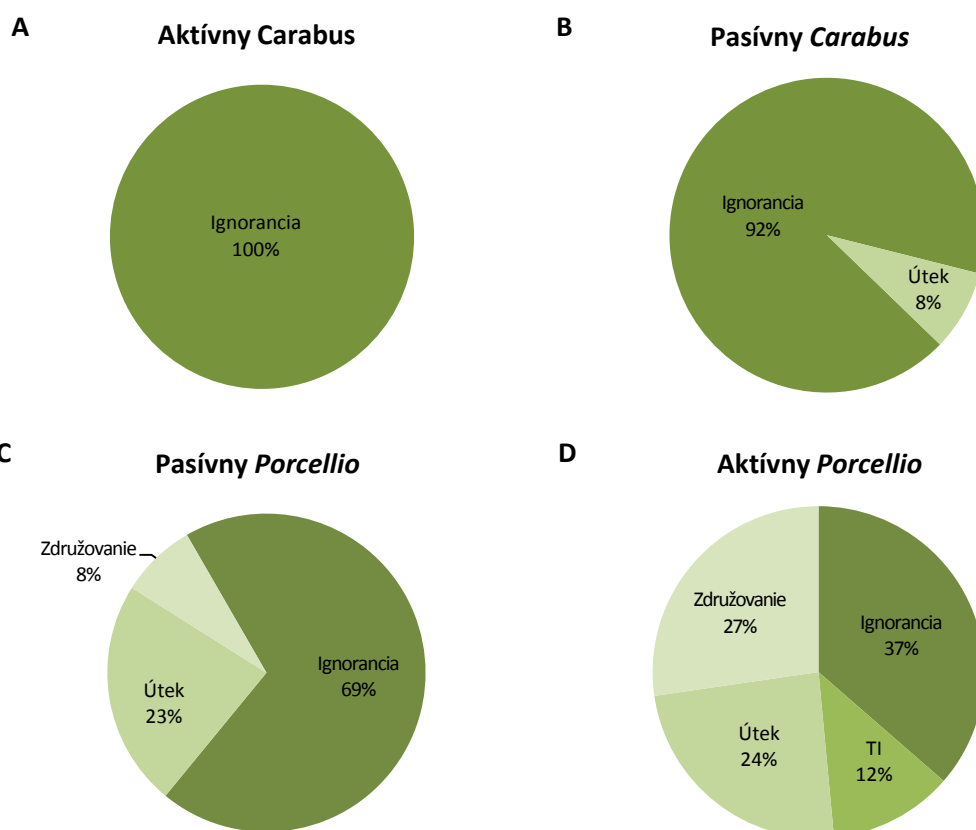 A
Aktívny Carabus
Ignorancia
100%
B
Pasívny Carabus
Ignorancia
92%
Útek
8%
C
Pasívny Porcellio
Združovanie
8%
Útek
23%
Ignorancia
69%
D
Aktívny Porcellio
Združovanie
27%
Ignorancia
37%
Útek
24%
TI
12%